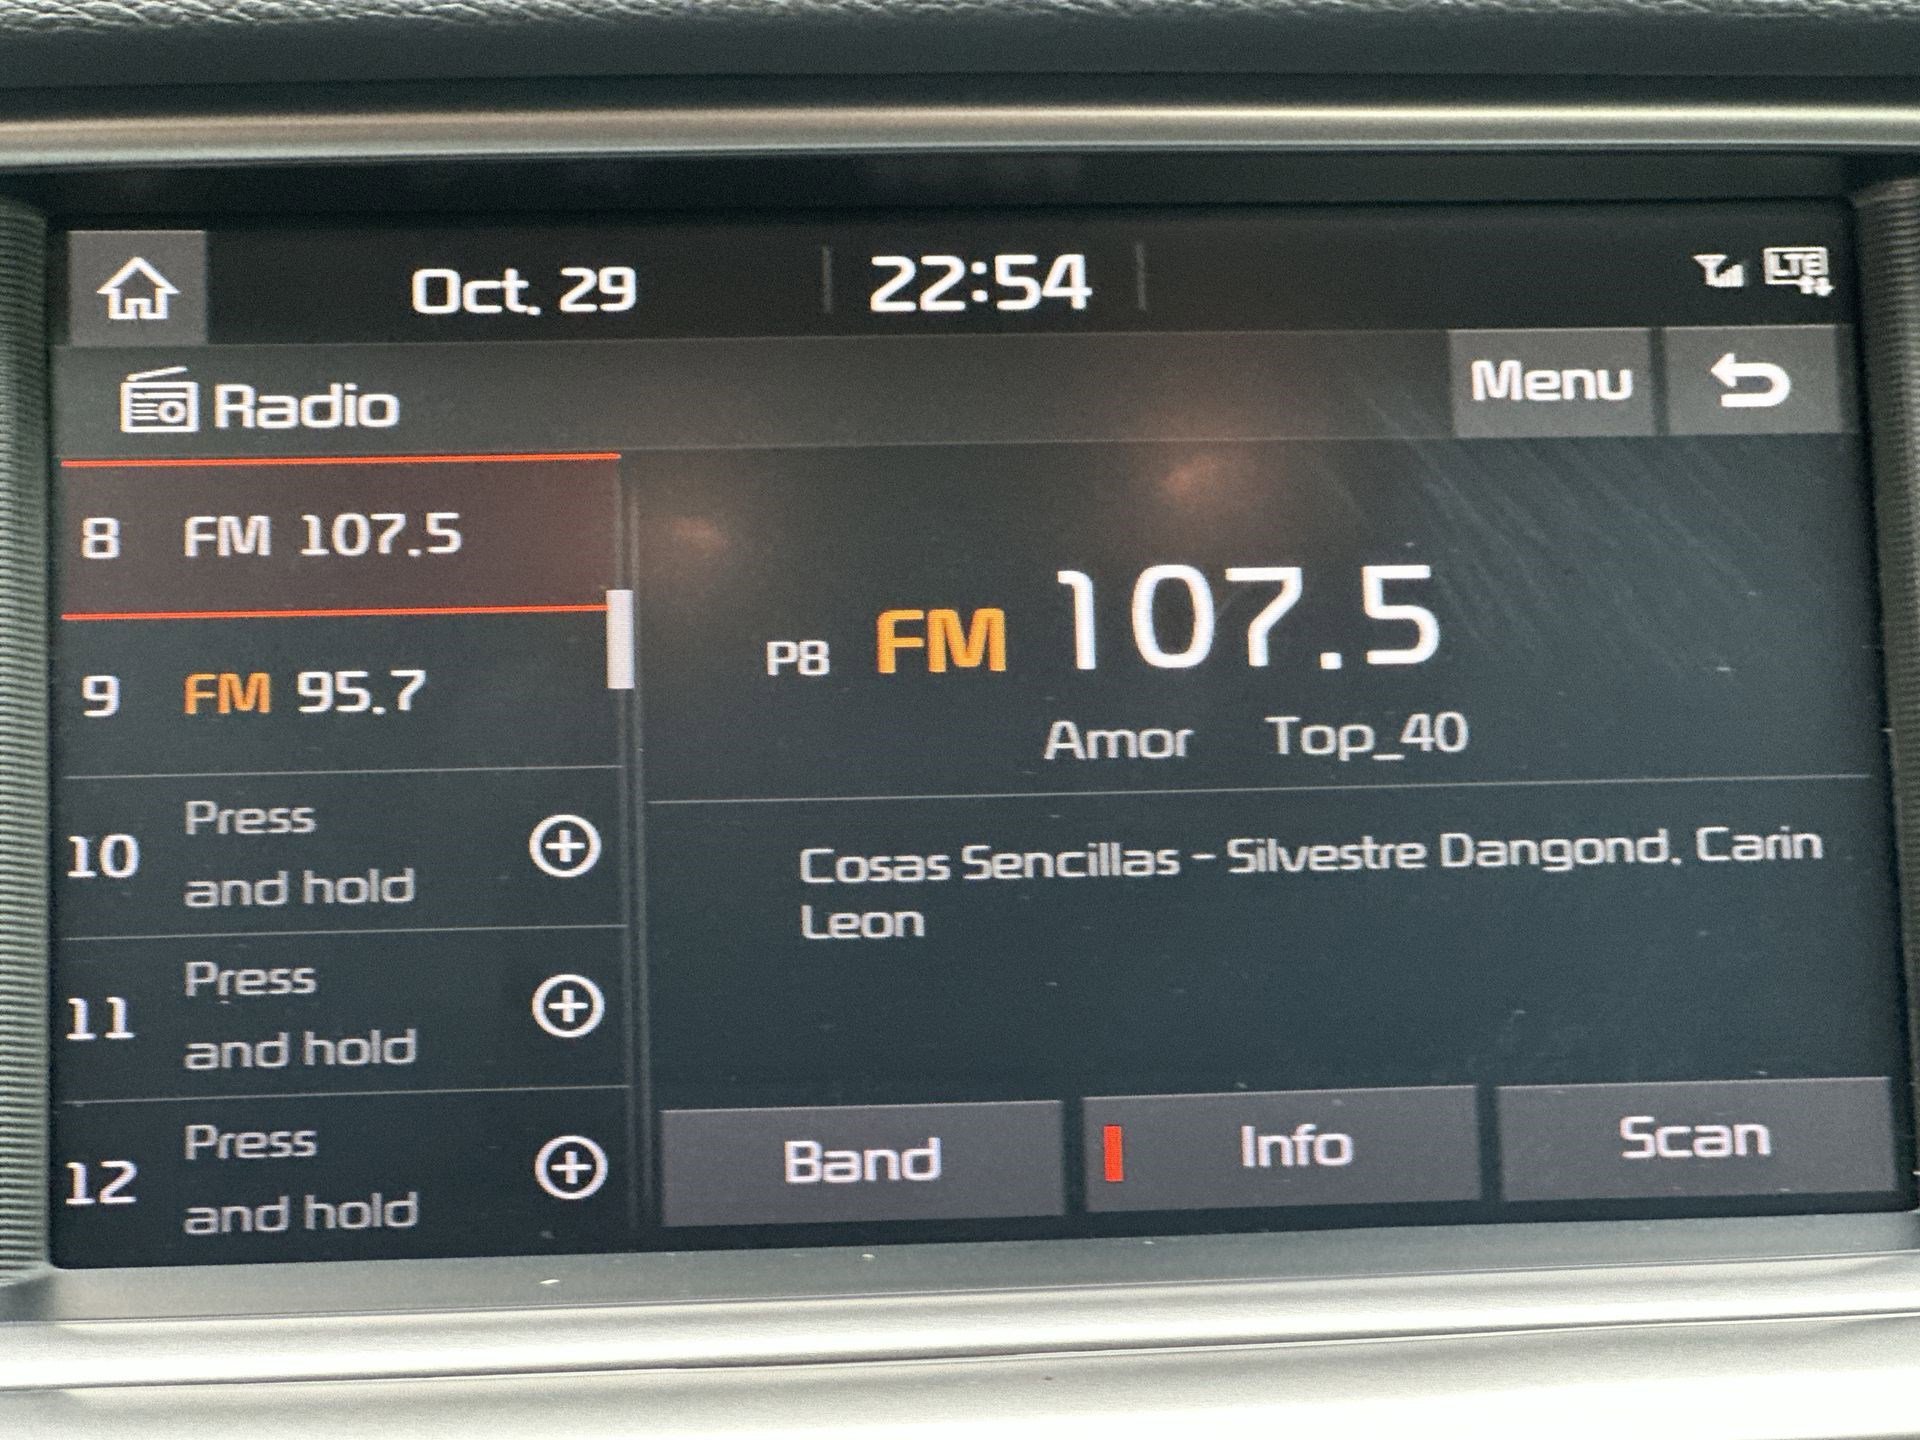 Oct. 29
22:54
LTE
Radio
Menu
8 FM 107.5
9 FM 95.7
10 Press
and hold
11 Press
and hold
12 Press
and hold
P8 FM 107.5
Amor Top_40
Cosas Sencillas - Silvestre Dangond, Carin
Leon
Band
Info
Scan